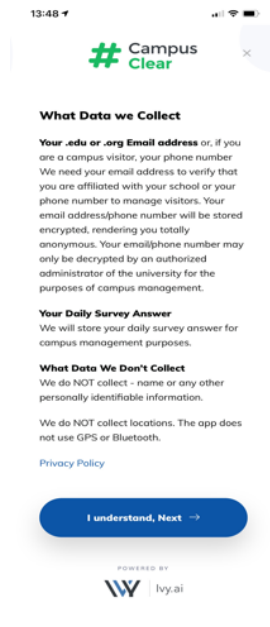 13:48
# Campus
Clear
×
What Data we Collect
Your .edu or .org Email address or, if you
are a campus visitor, your phone number
We need your email address to verify that
you are affiliated with your school or your
phone number to manage visitors. Your
email address/phone number will be stored
encrypted, rendering you totally
anonymous. Your email/phone number may
only be decrypted by an authorized
administrator of the university for the
purposes of campus management.
Your Daily Survey Answer
We will store your daily survey answer for
campus management purposes.
What Data We Don't Collect
We do NOT collect - name or any other
personally identifiable information.
We do NOT collect locations. The app does
not use GPS or Bluetooth.
Privacy Policy
I understand, Next →
POWERED BY
Ivy.ai